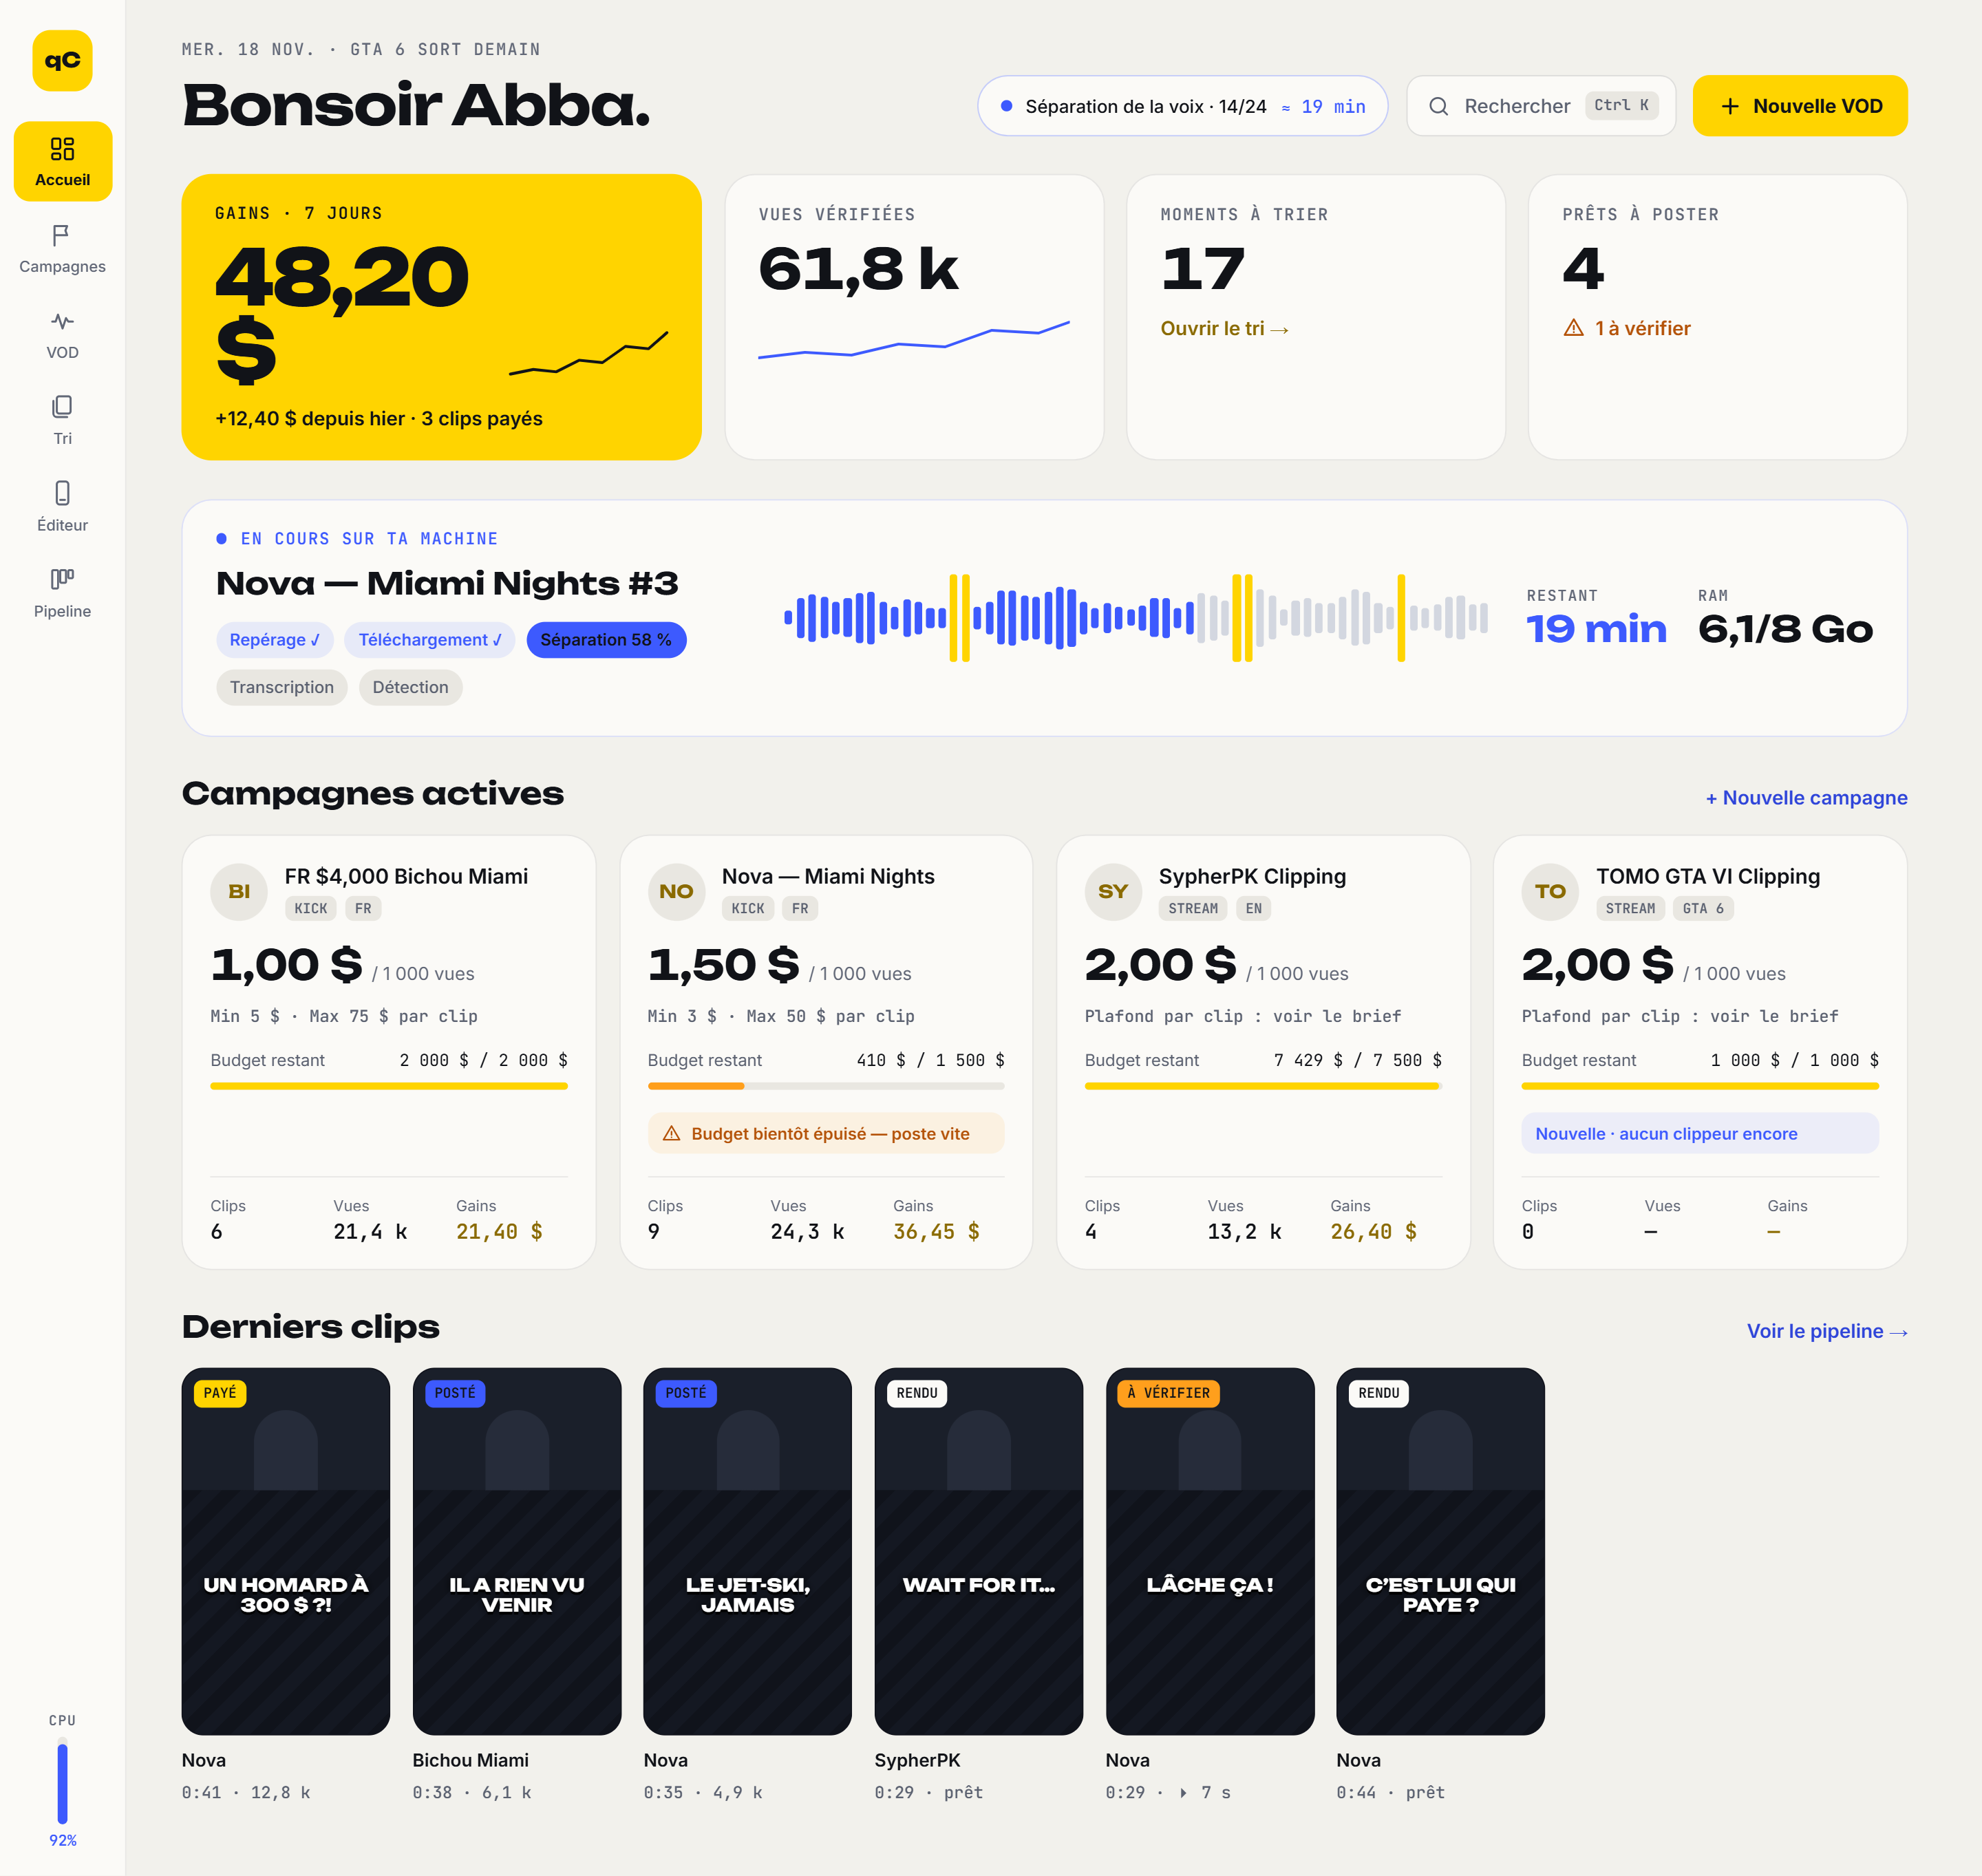 qC
Accueil
Campagnes
VOD
Tri
Éditeur
Pipeline
CPU
92%
MER. 18 NOV. · GTA 6 SORT DEMAIN
Bonsoir Abba.
Séparation de la voix · 14/24 ≈ 19 min
Rechercher Ctrl K
+ Nouvelle VOD
GAINS · 7 JOURS
48,20
$
+12,40 $ depuis hier · 3 clips payés
VUES VÉRIFIÉES
61,8 k
MOMENTS À TRIER
17
Ouvrir le tri →
PRÊTS À POSTER
4
1 à vérifier
EN COURS SUR TA MACHINE
Nova — Miami Nights #3
Repérage ✓ Téléchargement ✓ Séparation 58 %
Transcription Détection
RESTANT
19 min
RAM
6,1/8 Go
Campagnes actives
+ Nouvelle campagne
BI
FR $4,000 Bichou Miami
KICK FR
1,00 $ / 1 000 vues
Min 5 $ · Max 75 $ par clip
Budget restant 2 000 $ / 2 000 $
Clips Vues Gains
6 21,4 k 21,40 $
NO
Nova — Miami Nights
KICK FR
1,50 $ / 1 000 vues
Min 3 $ · Max 50 $ par clip
Budget restant 410 $ / 1 500 $
Budget bientôt épuisé — poste vite
Clips Vues Gains
9 24,3 k 36,45 $
SY
SypherPK Clipping
STREAM EN
2,00 $ / 1 000 vues
Plafond par clip : voir le brief
Budget restant 7 429 $ / 7 500 $
Clips Vues Gains
4 13,2 k 26,40 $
TO
TOMO GTA VI Clipping
STREAM GTA 6
2,00 $ / 1 000 vues
Plafond par clip : voir le brief
Budget restant 1 000 $ / 1 000 $
Nouvelle · aucun clippeur encore
Clips Vues Gains
0 — —
Derniers clips
Voir le pipeline →
PAYÉ
UN HOMARD À
300 $ ?!
Nova
0:41 · 12,8 k
POSTÉ
IL A RIEN VU
VENIR
Bichou Miami
0:38 · 6,1 k
POSTÉ
LE JET-SKI,
JAMAIS
Nova
0:35 · 4,9 k
RENDU
WAIT FOR IT…
SypherPK
0:29 · prêt
À VÉRIFIER
LÂCHE ÇA !
Nova
0:29 · ▸ 7 s
RENDU
C’EST LUI QUI
PAYE ?
Nova
0:44 · prêt